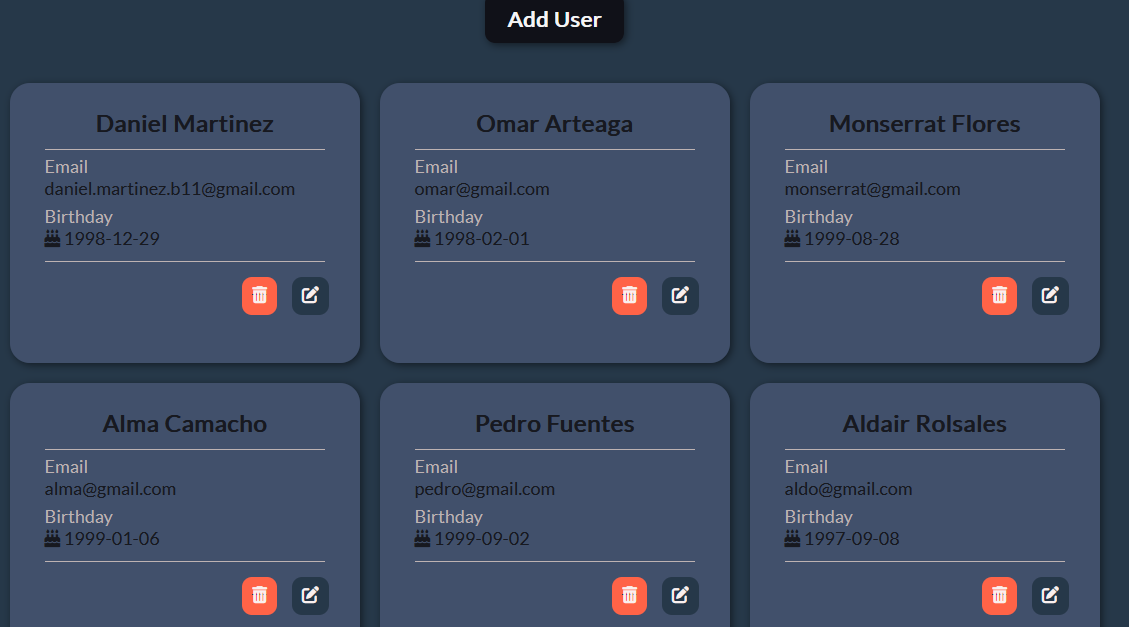 Add User
Daniel Martinez
Email
daniel.martinez.b11@gmail.com
Birthday
1998-12-29
Omar Arteaga
Email
omar@gmail.com
Birthday
1998-02-01
Monserrat Flores
Email
monserrat@gmail.com
Birthday
1999-08-28
Alma Camacho
Email
alma@gmail.com
Birthday
1999-01-06
Pedro Fuentes
Email
pedro@gmail.com
Birthday
1999-09-02
Aldair Rolsales
Email
aldo@gmail.com
Birthday
1997-09-08